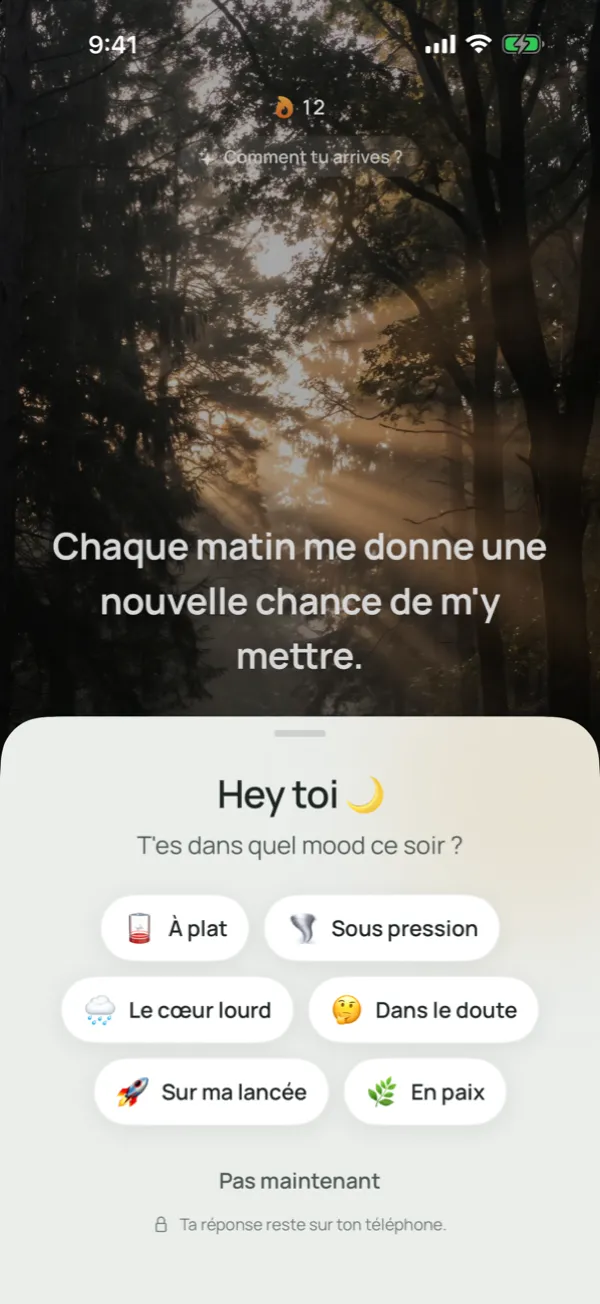 9:41
12
Comment tu arrives ?
Chaque matin me donne une
nouvelle chance de m'y
mettre.
Hey toi 🌙
T'es dans quel mood ce soir ?
🪫 À plat
🌪️ Sous pression
🌧️ Le cœur lourd
🤔 Dans le doute
🚀 Sur ma lancée
🌿 En paix
Pas maintenant
Ta réponse reste sur ton téléphone.